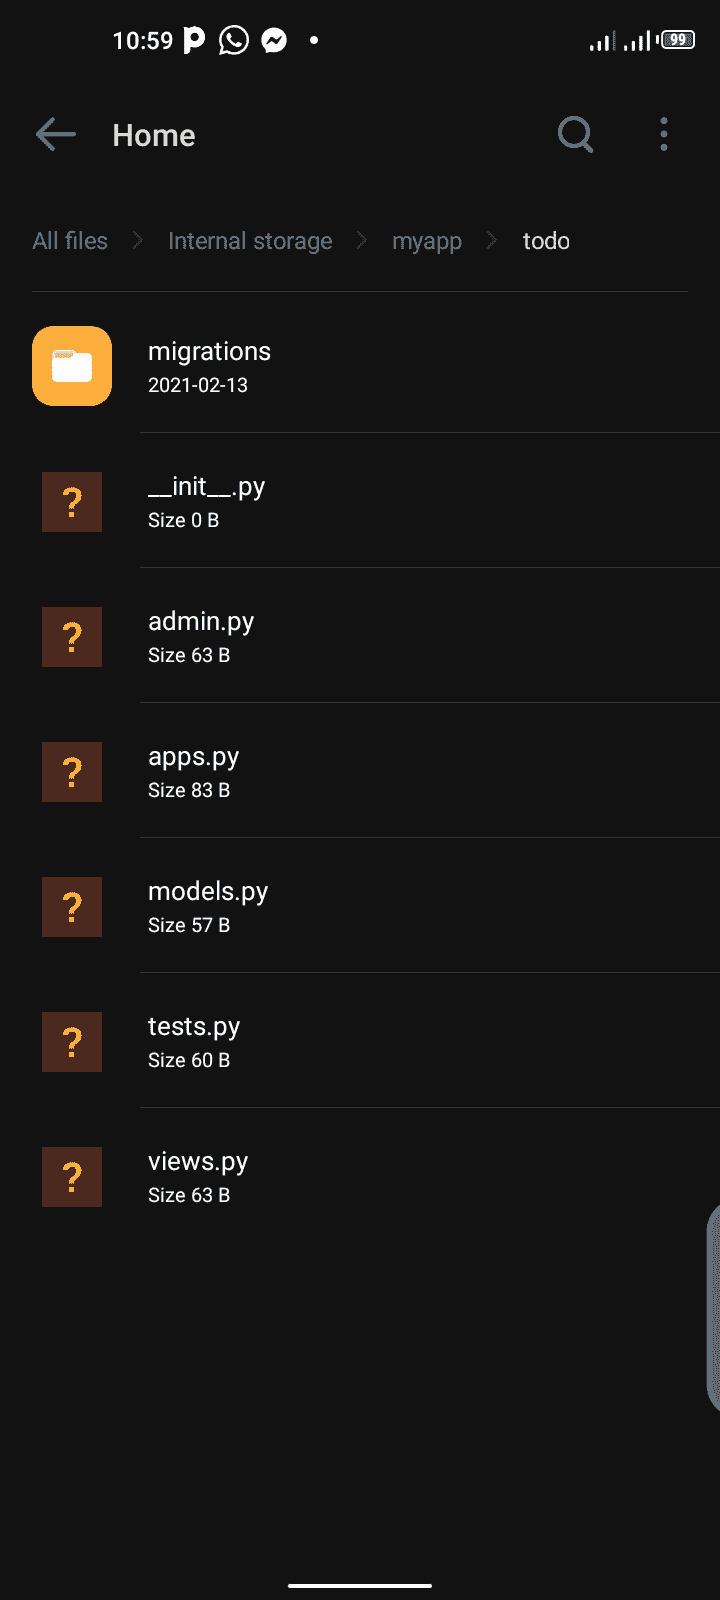 10:59
99
Home
All files
Internal storage
myapp
todo
migrations
2021-02-13
__init__.py
Size 0 B
? admin.py
Size 63 B
? apps.py
Size 83 B
? models.py
Size 57 B
? tests.py
Size 60 B
? views.py
Size 63 B